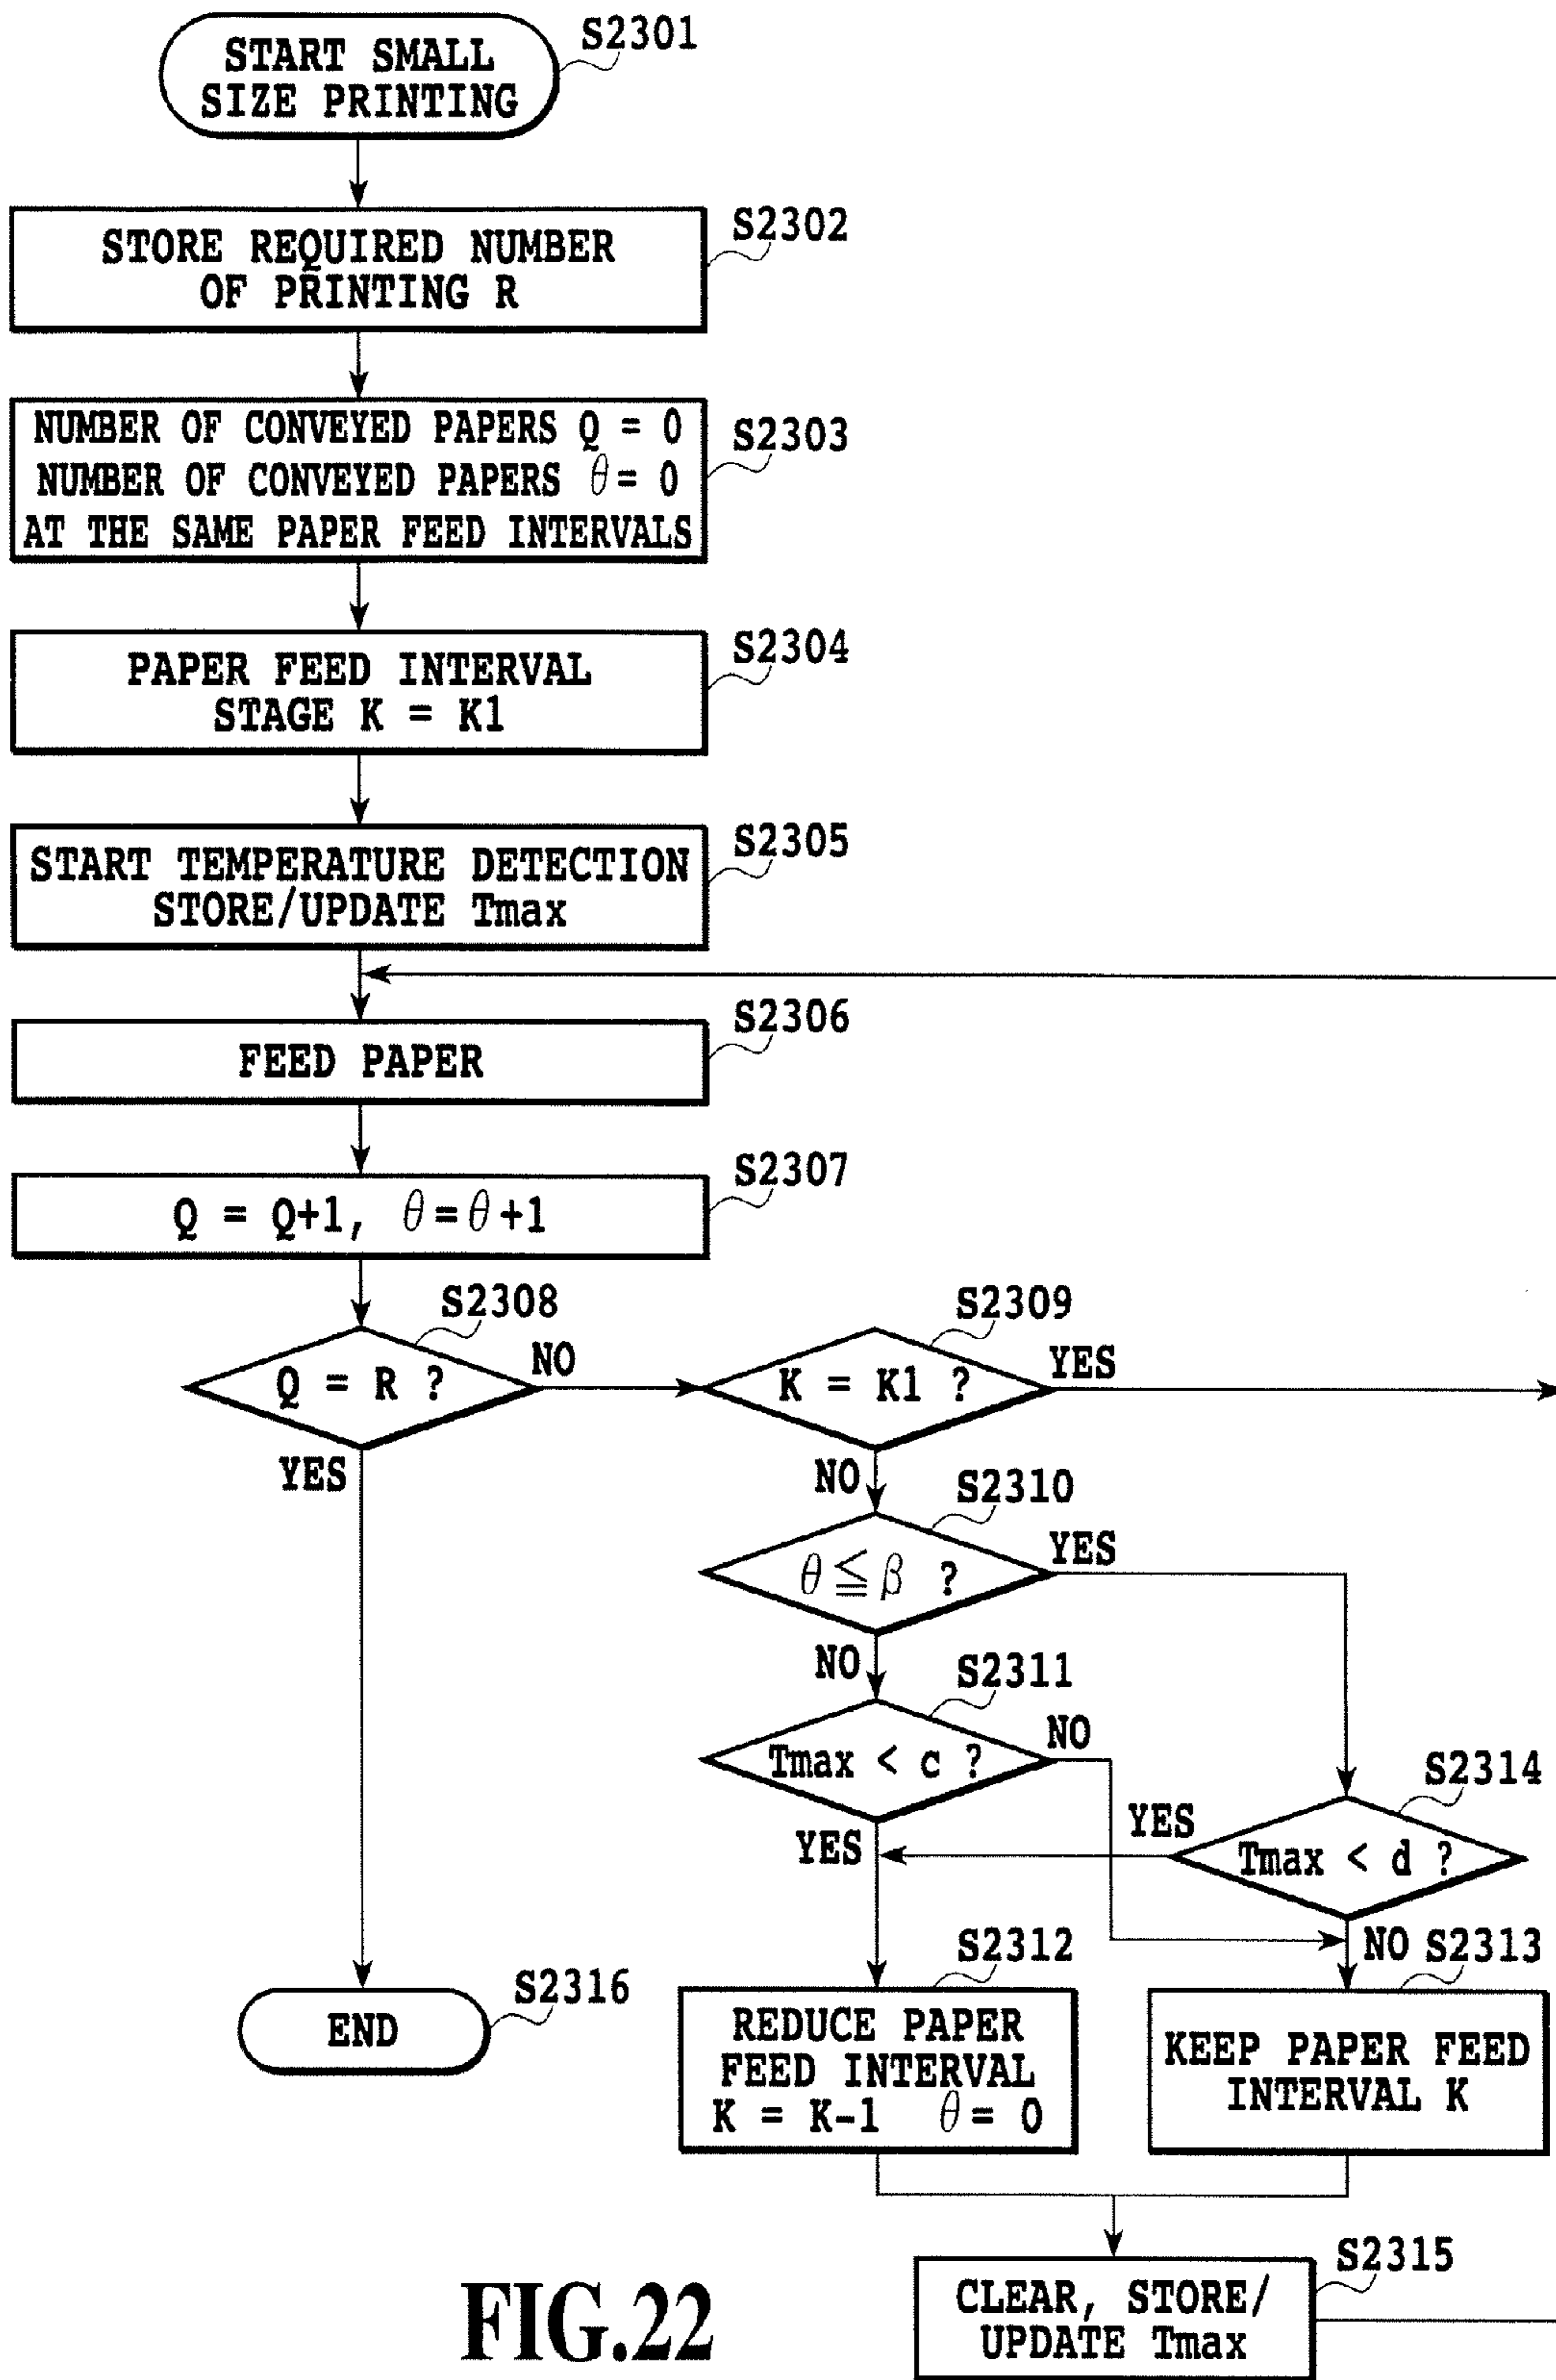 START SMALL
SIZE PRINTING
S2301
STORE REQUIRED NUMBER
OF PRINTING R
S2302
NUMBER OF CONVEYED PAPERS Q = 0
NUMBER OF CONVEYED PAPERS θ = 0
AT THE SAME PAPER FEED INTERVALS
S2303
PAPER FEED INTERVAL
STAGE K = K1
S2304
START TEMPERATURE DETECTION
STORE/UPDATE Tmax
S2305
FEED PAPER
S2306
Q = Q+1, θ = θ +1
S2307
Q = R ?
S2308
NO
YES
K = K1 ?
S2309
YES
NO
θ ≦ β ?
S2310
YES
NO
Tmax < c ?
S2311
NO
YES
Tmax < d ?
S2314
YES
NO
REDUCE PAPER
FEED INTERVAL
K = K-1 θ = 0
S2312
KEEP PAPER FEED
INTERVAL K
S2313
END
S2316
CLEAR, STORE/
UPDATE Tmax
S2315
FIG.22